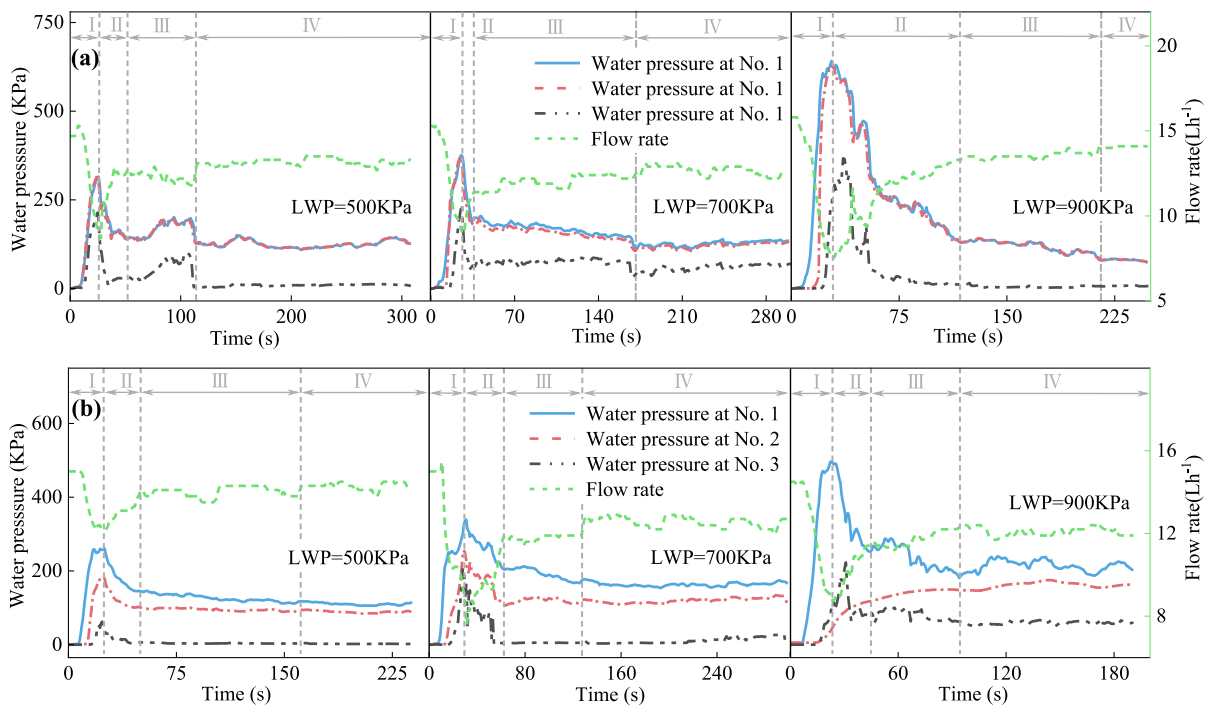 (a)
Water presssure (KPa)
750
500
250
0
I II III IV
I II III IV
I II III IV
Water pressure at No. 1
Water pressure at No. 1
Water pressure at No. 1
Flow rate
LWP=500KPa
LWP=700KPa
LWP=900KPa
20
15
10
5
Flow rate(Lh-1)
0 100 200 300
0 70 140 210 280
0 75 150 225
Time (s)
Time (s)
Time (s)
(b)
Water presssure (KPa)
600
400
200
0
I II III IV
I II III IV
I II III IV
Water pressure at No. 1
Water pressure at No. 2
Water pressure at No. 3
Flow rate
LWP=500KPa
LWP=700KPa
LWP=900KPa
16
12
8
Flow rate(Lh-1)
0 75 150 225
0 80 160 240
0 60 120 180
Time (s)
Time (s)
Time (s)